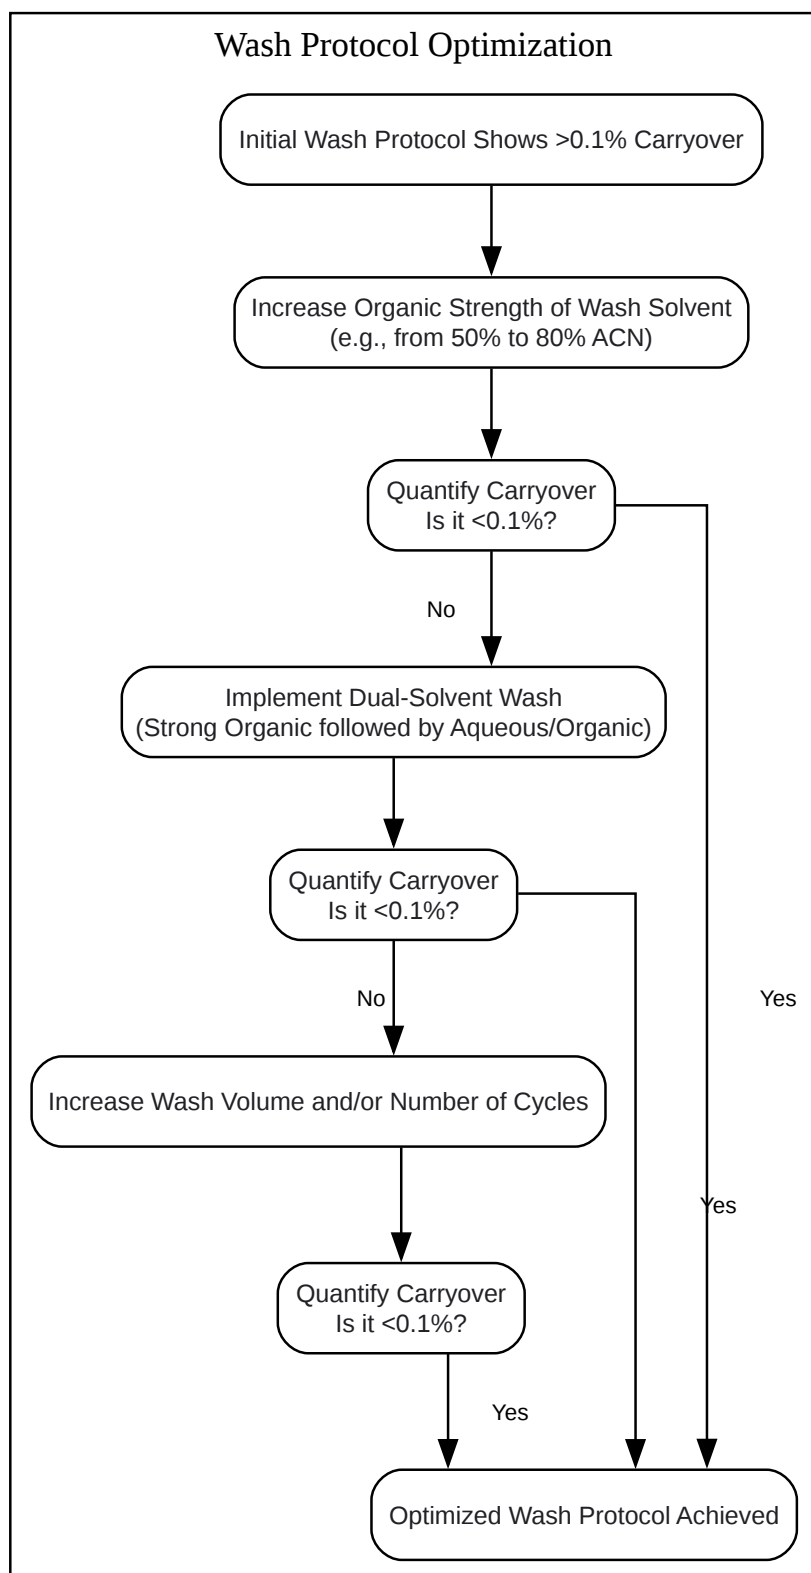 Wash Protocol Optimization
Initial Wash Protocol Shows >0.1% Carryover
Increase Organic Strength of Wash Solvent
(e.g., from 50% to 80% ACN)
Quantify Carryover
Is it <0.1%?
No
Implement Dual-Solvent Wash
(Strong Organic followed by Aqueous/Organic)
Quantify Carryover
Is it <0.1%?
No
Yes
Increase Wash Volume and/or Number of Cycles
Yes
Quantify Carryover
Is it <0.1%?
Yes
Optimized Wash Protocol Achieved